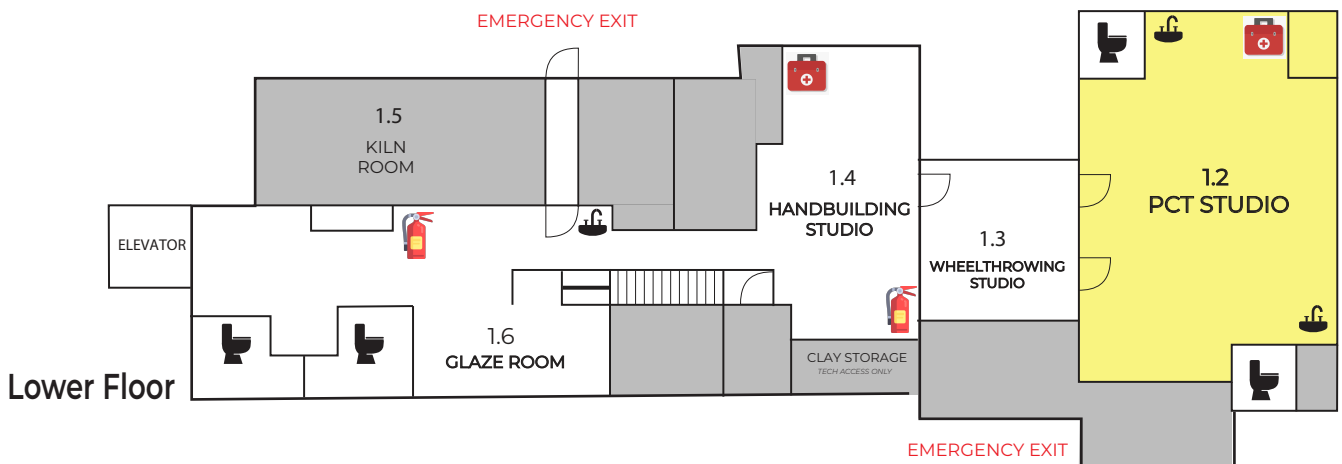 EMERGENCY EXIT
1.5
KILN
ROOM
1.4
HANDBUILDING
STUDIO
1.2
PCT STUDIO
1.3
WHEELTHROWING
STUDIO
ELEVATOR
1.6
GLAZE ROOM
CLAY STORAGE
TECH ACCESS ONLY
Lower Floor
EMERGENCY EXIT